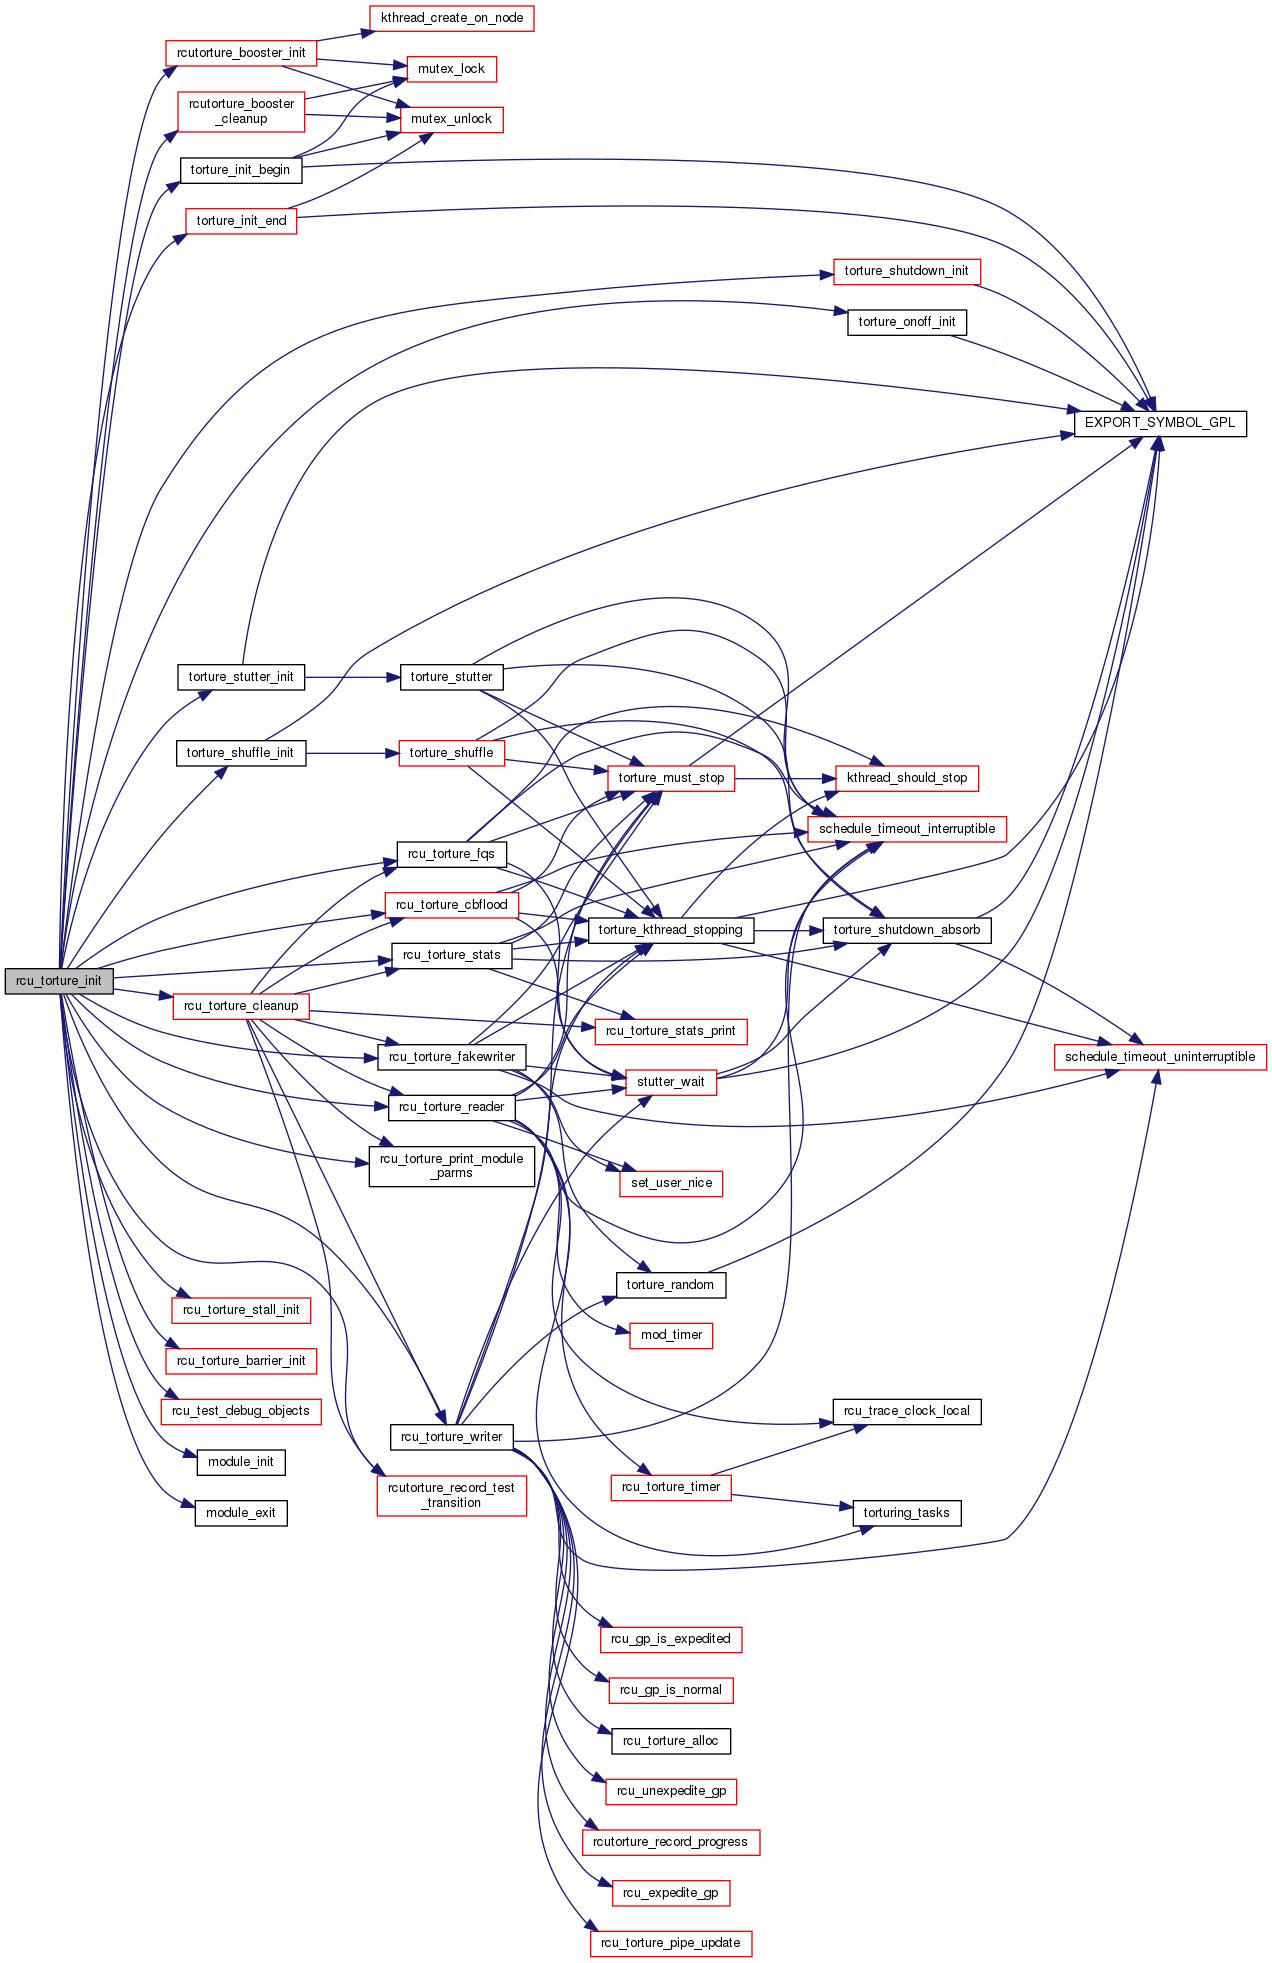 kthread_create_on_node
rcutorture_booster_init
mutex_lock
rcutorture_booster
_cleanup
mutex_unlock
torture_init_begin
torture_init_end
torture_shutdown_init
torture_onoff_init
EXPORT_SYMBOL_GPL
torture_stutter_init
torture_stutter
torture_shuffle_init
torture_shuffle
torture_must_stop
kthread_should_stop
schedule_timeout_interruptible
rcu_torture_fqs
rcu_torture_cbflood
torture_kthread_stopping
torture_shutdown_absorb
rcu_torture_stats
rcu_torture_init
rcu_torture_cleanup
rcu_torture_stats_print
rcu_torture_fakewriter
schedule_timeout_uninterruptible
stutter_wait
rcu_torture_reader
rcu_torture_print_module
_parms
set_user_nice
torture_random
rcu_torture_stall_init
mod_timer
rcu_torture_barrier_init
rcu_test_debug_objects
rcu_trace_clock_local
rcu_torture_writer
module_init
rcutorture_record_test
_transition
rcu_torture_timer
module_exit
torturing_tasks
rcu_gp_is_expedited
rcu_gp_is_normal
rcu_torture_alloc
rcu_unexpedite_gp
rcutorture_record_progress
rcu_expedite_gp
rcu_torture_pipe_update